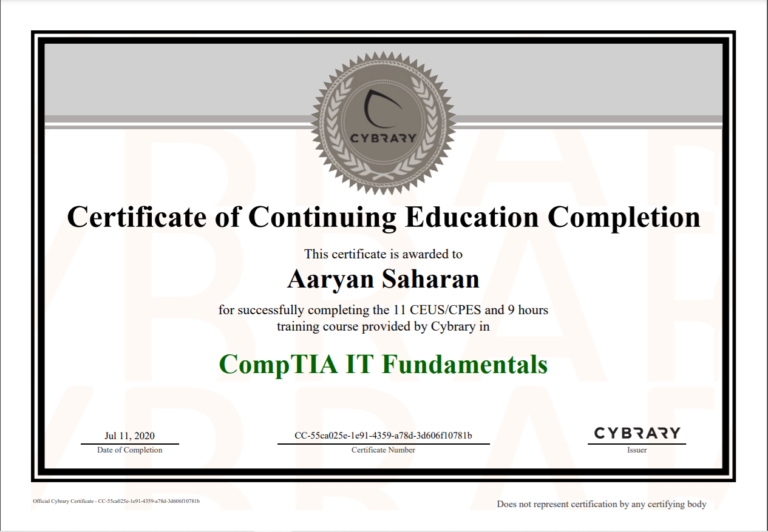 CYBRARY
Certificate of Continuing Education Completion
This certificate is awarded to
Aaryan Saharan
for successfully completing the 11 CEUS/CPES and 9 hours
training course provided by Cybrary in
CompTIA IT Fundamentals
Jul 11, 2020
Date of Completion
CC-55ca025e-1e91-4359-a78d-3d606f10781b
Certificate Number
CYBRARY
Issuer
Official Cybrary Certificate - CC-55ca025e-1e91-4359-a78d-3d606f10781b
Does not represent certification by any certifying body